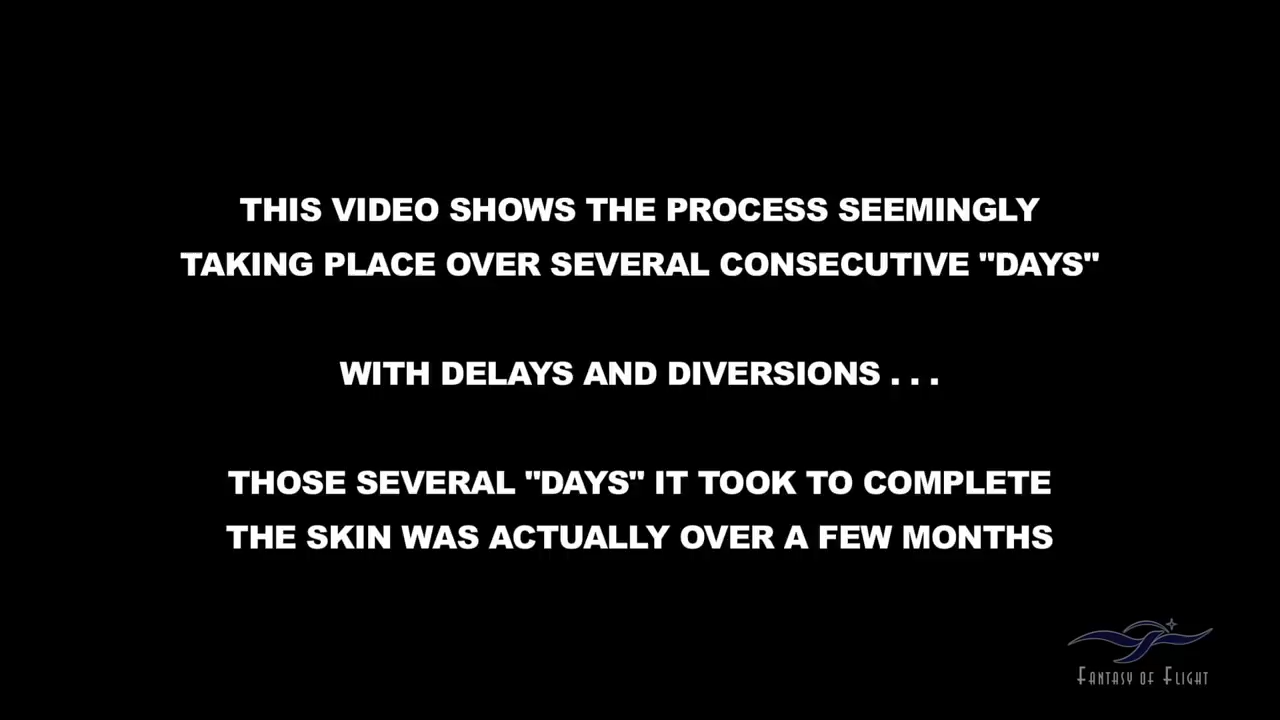 THIS VIDEO SHOWS THE PROCESS SEEMINGLY
TAKING PLACE OVER SEVERAL CONSECUTIVE "DAYS"
WITH DELAYS AND DIVERSIONS . . .
THOSE SEVERAL "DAYS" IT TOOK TO COMPLETE
THE SKIN WAS ACTUALLY OVER A FEW MONTHS
FANTASY OF FLIGHT